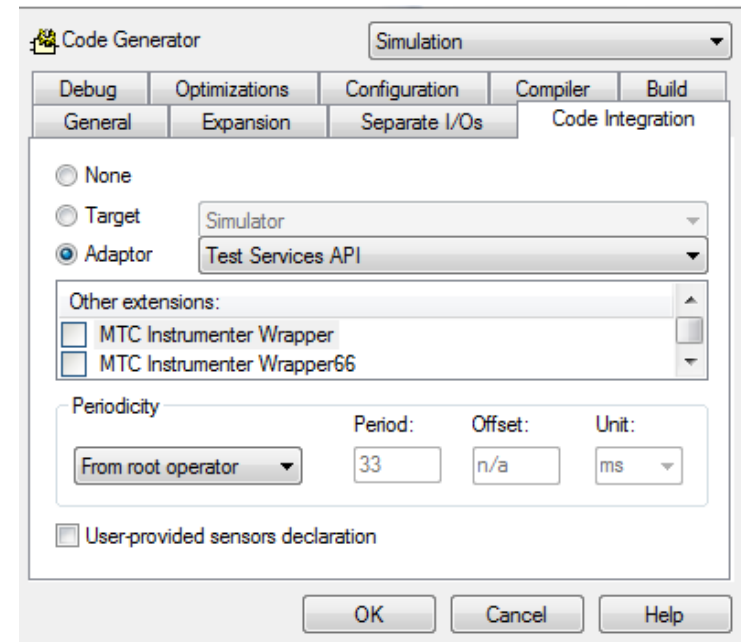 Code Generator Simulation
Debug Optimizations Configuration Compiler Build
General Expansion Separate I/Os Code Integration
None
Target Simulator
Adaptor Test Services API
Other extensions:
MTC Instrumenter Wrapper
MTC Instrumenter Wrapper66
Periodicity
Period: Offset: Unit:
From root operator 33 n/a ms
User-provided sensors declaration
OK Cancel Help